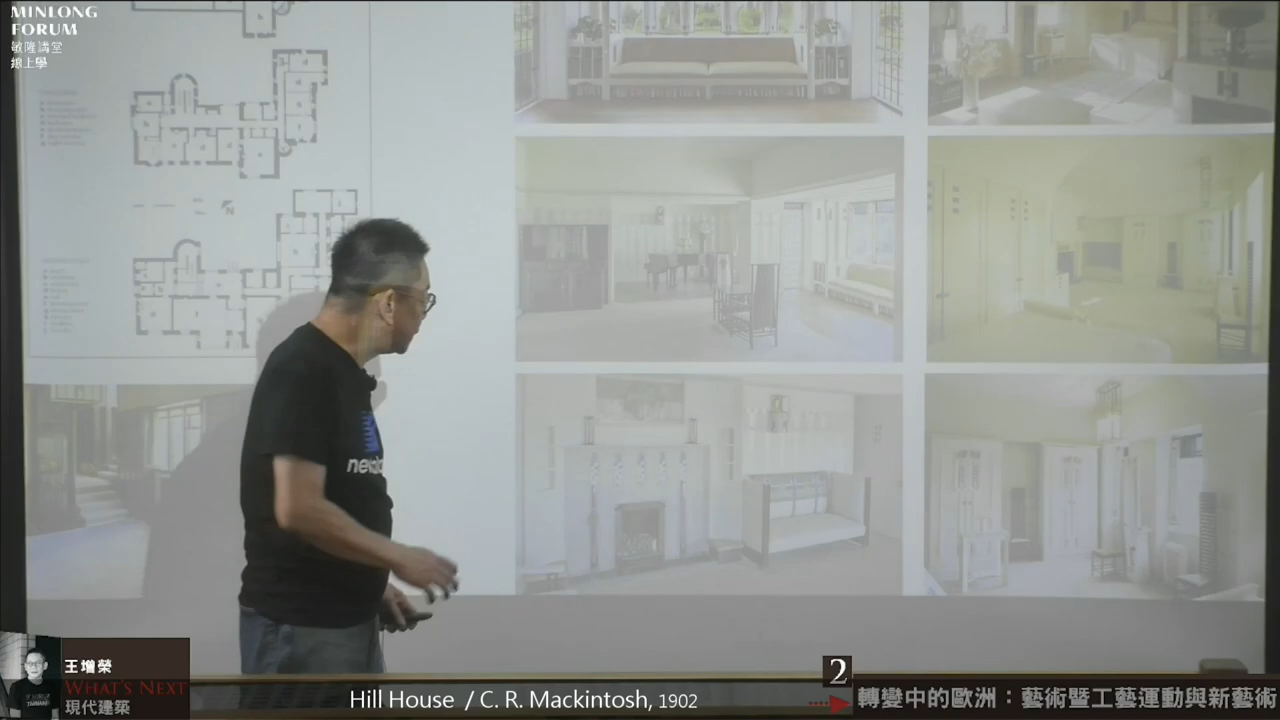 MINLONG
FORUM
敏隆講堂
線上學
N
王增榮
WHAT'S NEXT
現代建築
Hill House / C. R. Mackintosh, 1902
2
轉變中的歐洲：藝術暨工藝運動與新藝術